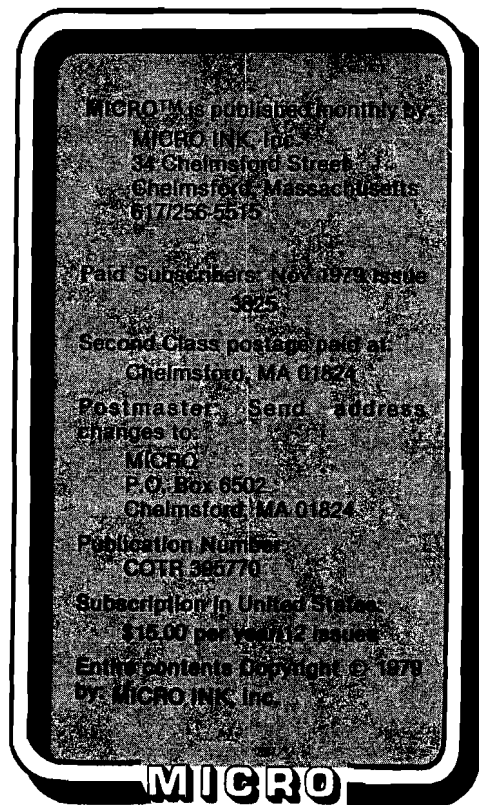 MICRO™ is published monthly by:
MICRO INK, Inc.
34 Chelmsford Street
Chelmsford, Massachusetts
617/256-5515
Paid Subscribers: Nov 1979 Issue
3825
Second Class postage paid at:
Chelmsford, MA 01824
Postmaster: Send address
changes to:
MICRO
P.O. Box 6502
Chelmsford, MA 01824
Publication Number:
COTR 395770
Subscription in United States:
$15.00 per year/12 issues
Entire contents Copyright © 1979
by: MICRO INK, Inc.
MICRO